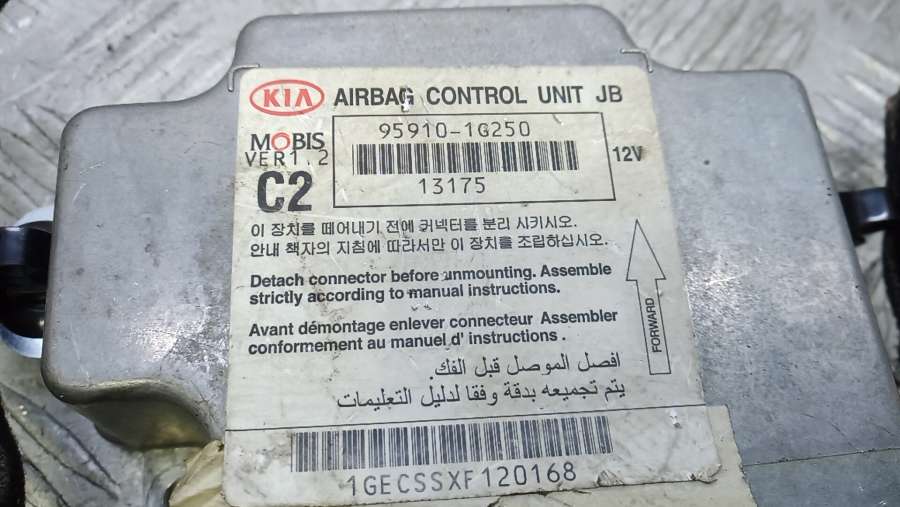 KIA AIRBAG CONTROL UNIT JB
MOBIS
VER1.2
C2
95910-1G250
13175
12V
이 장치를 떼어내기 전에 커넥터를 분리 시키시오.
안내 책자의 지침에 따라서만 이 장치를 조립하십시오.
Detach connector before unmounting. Assemble
strictly according to manual instructions.
Avant démontage enlever connecteur Assembler
conformement au manuel d' instructions .
FORWARD
افصل الموصل قبل الفك.
يتم تجميعه بدقة وفقا لدليل التعليمات
1GECSSXF120168